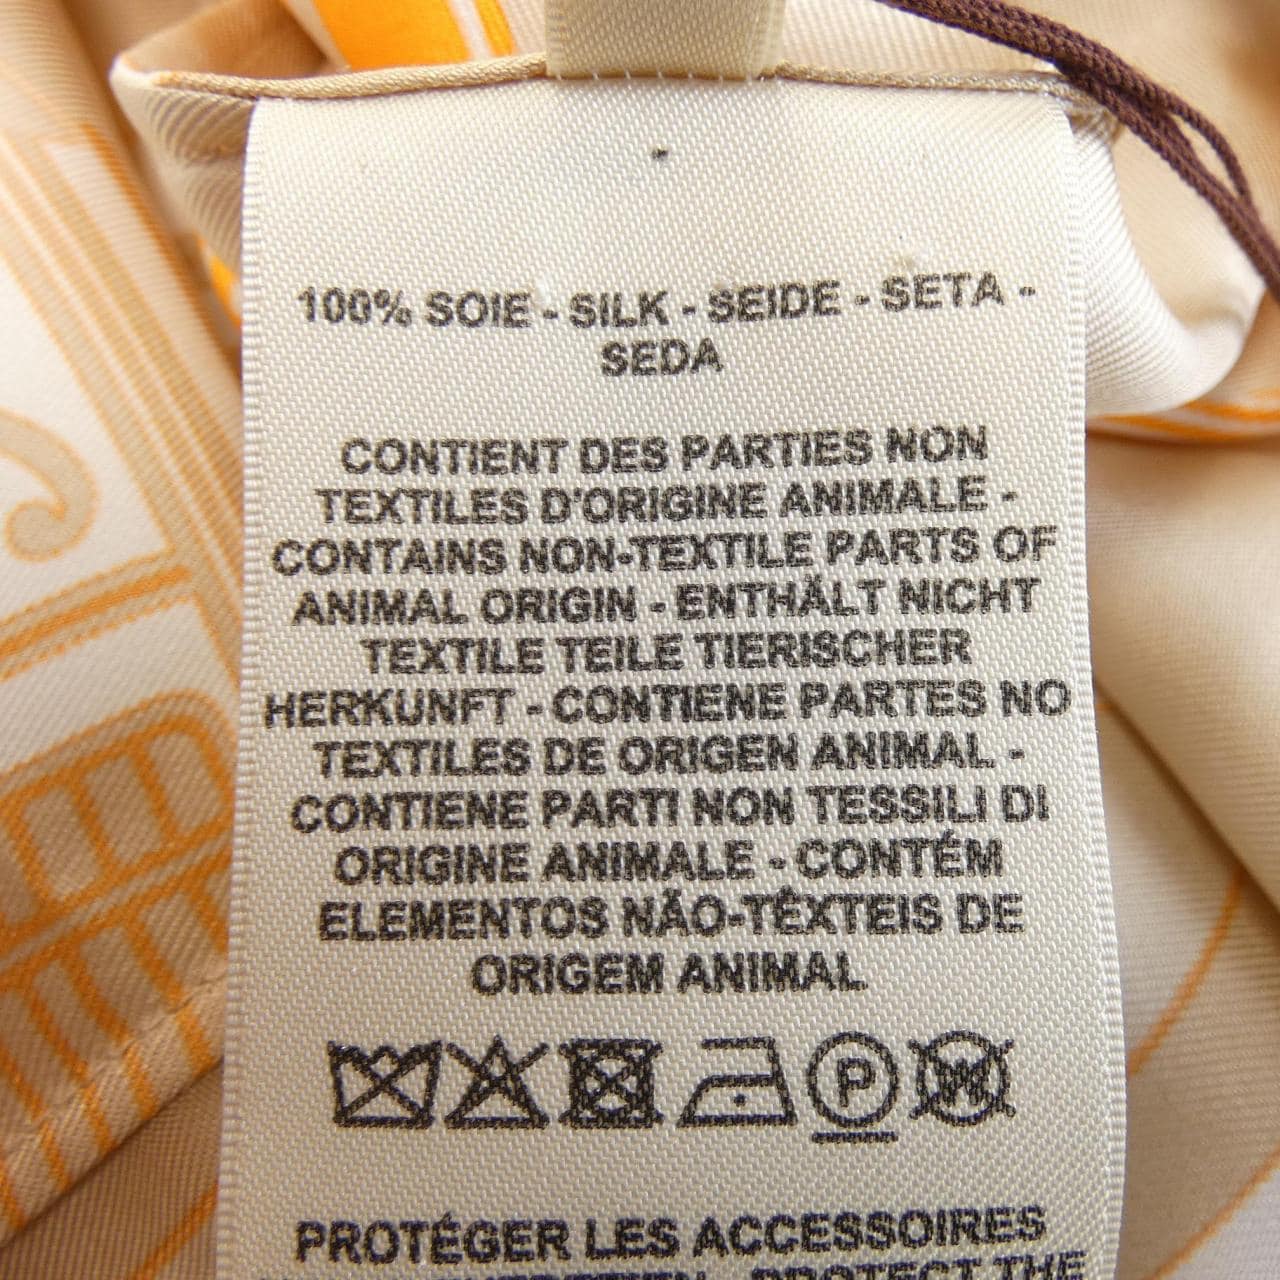 100% SOIE - SILK - SEIDE - SETA -
SEDA
CONTIENT DES PARTIES NON
TEXTILES D'ORIGINE ANIMALE -
CONTAINS NON-TEXTILE PARTS OF
ANIMAL ORIGIN - ENTHÄLT NICHT
TEXTILE TEILE TIERISCHER
HERKUNFT - CONTIENE PARTES NO
TEXTILES DE ORIGEN ANIMAL -
CONTIENE PARTI NON TESSILI DI
ORIGINE ANIMALE - CONTÉM
ELEMENTOS NÃO-TÊXTEIS DE
ORIGEM ANIMAL
P W
PROTÉGER LES ACCESSOIRES
PROTECT THE